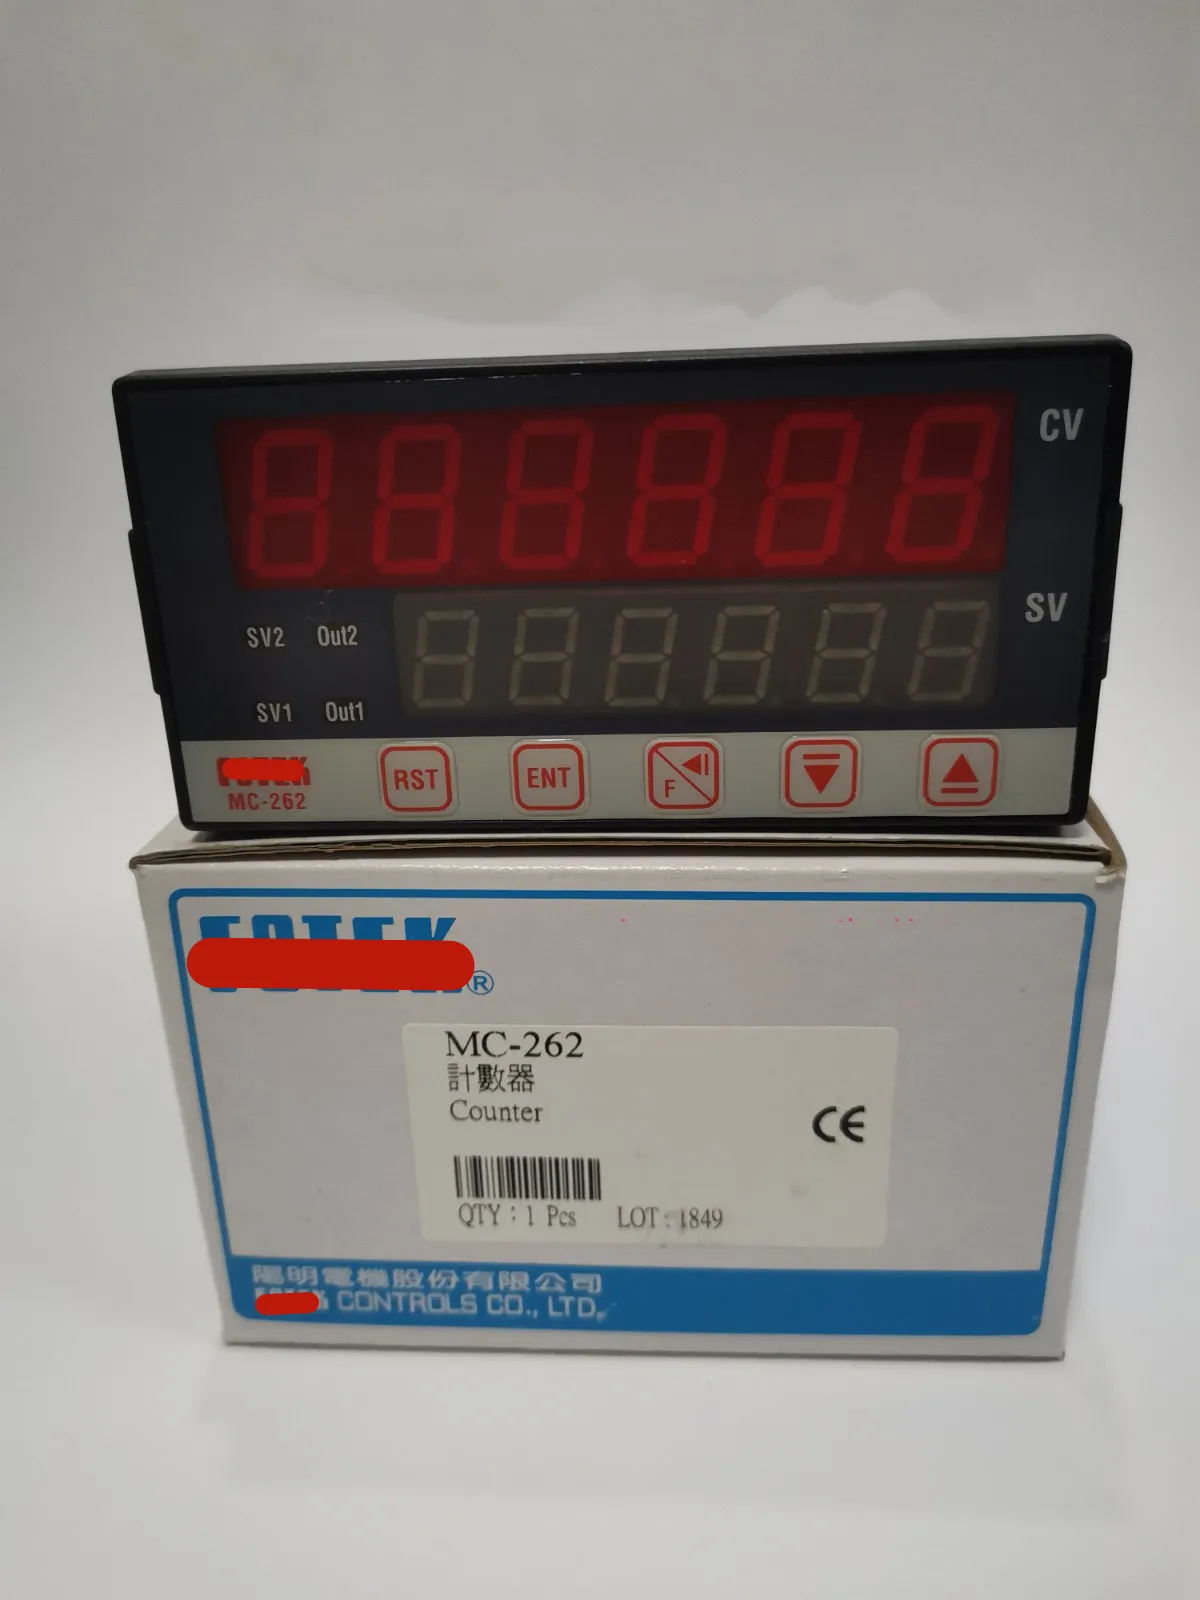 CV
SV
SV2 Out2
SV1 Out1
RST
ENT
F
MC-262
®
MC-262
計數器
Counter
CE
QTY : 1 Pcs LOT : 1849
陽明電機股份有限公司
CONTROLS CO., LTD.